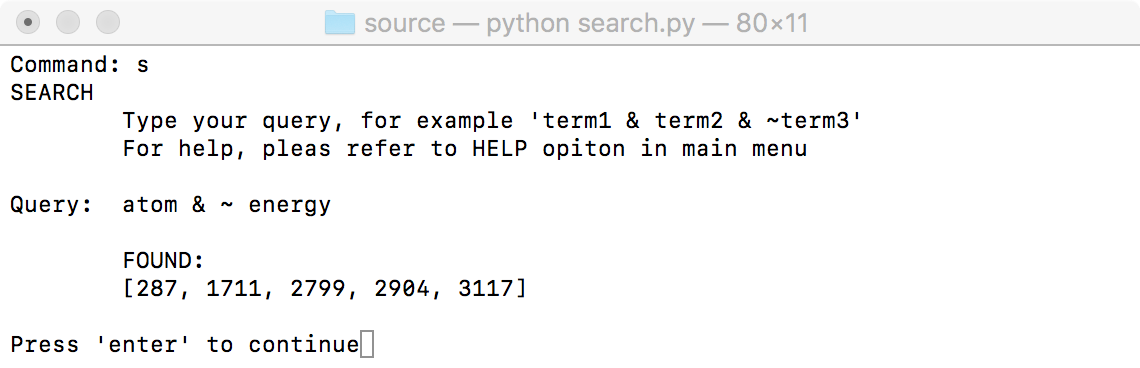 source — python search.py — 80×11
Command: s
SEARCH
Type your query, for example 'term1 & term2 & ~term3'
For help, pleas refer to HELP opiton in main menu
Query:  atom & ~ energy
FOUND:
[287, 1711, 2799, 2904, 3117]
Press 'enter' to continue